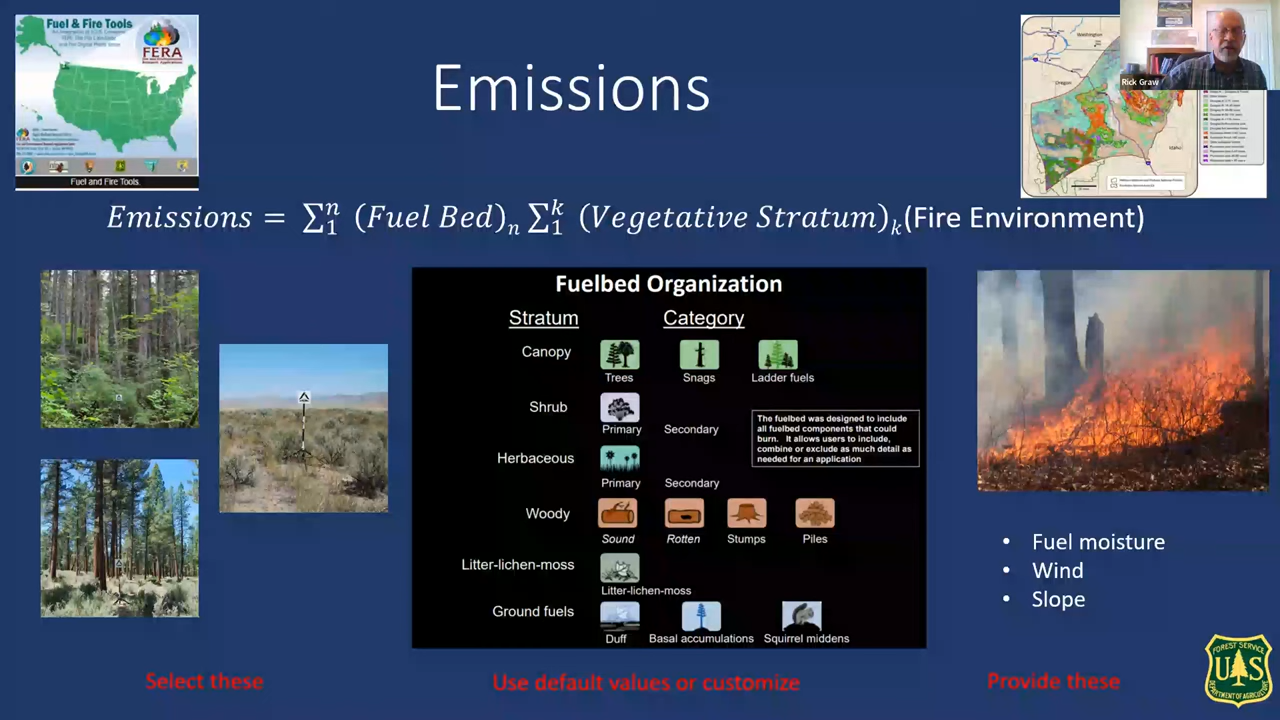 Fuel & Fire Tools
FERA
Fuel and Fire Tools.
Emissions
Washington
Oregon
Idaho
Rick Graw
Emissions = ∑₁ⁿ (Fuel Bed)ₙ ∑₁ᵏ (Vegetative Stratum)ₖ(Fire Environment)
Fuelbed Organization
Stratum Category
Canopy
Trees Snags Ladder fuels
Shrub
Primary Secondary
The fuelbed was designed to include
all fuelbed components that could
burn. It allows users to include,
combine or exclude as much detail as
needed for an application
Herbaceous
Primary Secondary
Woody
Sound Rotten Stumps Piles
Litter-lichen-moss
Litter-lichen-moss
Ground fuels
Duff Basal accumulations Squirrel middens
• Fuel moisture
• Wind
• Slope
Select these
Use default values or customize
Provide these
FOREST SERVICE
U S
DEPARTMENT OF AGRICULTURE